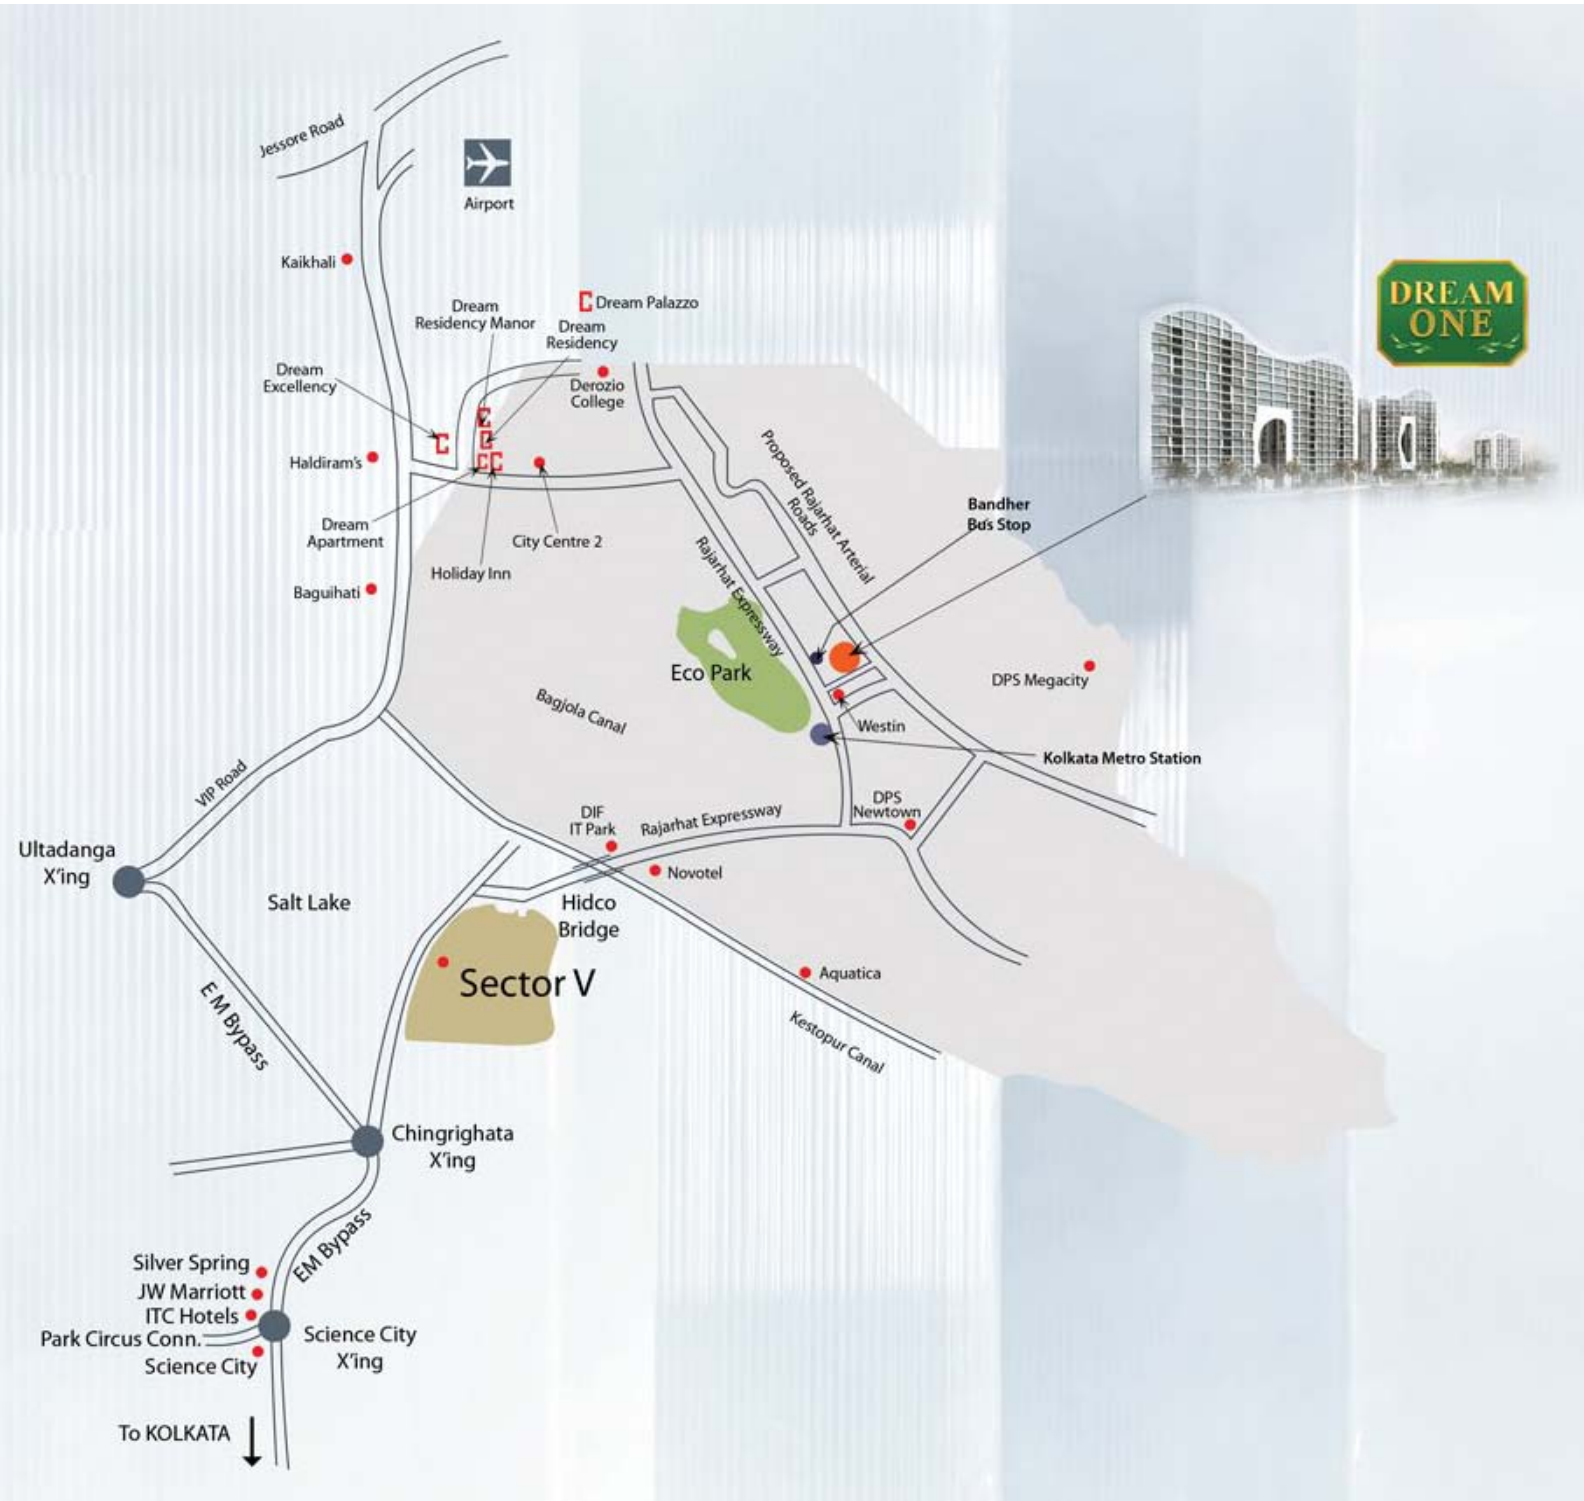 Jessore Road
Airport
Kaikhali
DREAM
ONE
Dream Palazzo
Dream
Residency Manor
Dream
Residency
Dream
Excellency
Derozio
College
Haldiram's
Proposed Rajarhat Arterial
Roads
Bandher
Bus Stop
Dream
Apartment
City Centre 2
Holiday Inn
Baguihati
Rajarhat Expressway
Eco Park
DPS Megacity
Bagjola Canal
Westin
Kolkata Metro Station
VIP Road
DIF
IT Park
Rajarhat Expressway
DPS
Newtown
Ultadanga
X'ing
Novotel
Salt Lake
Hidco
Bridge
Sector V
Aquatica
E M Bypass
Kestopur Canal
Chingrighata
X'ing
EM Bypass
Silver Spring
JW Marriott
ITC Hotels
Park Circus Conn.
Science City
Science City
X'ing
To KOLKATA